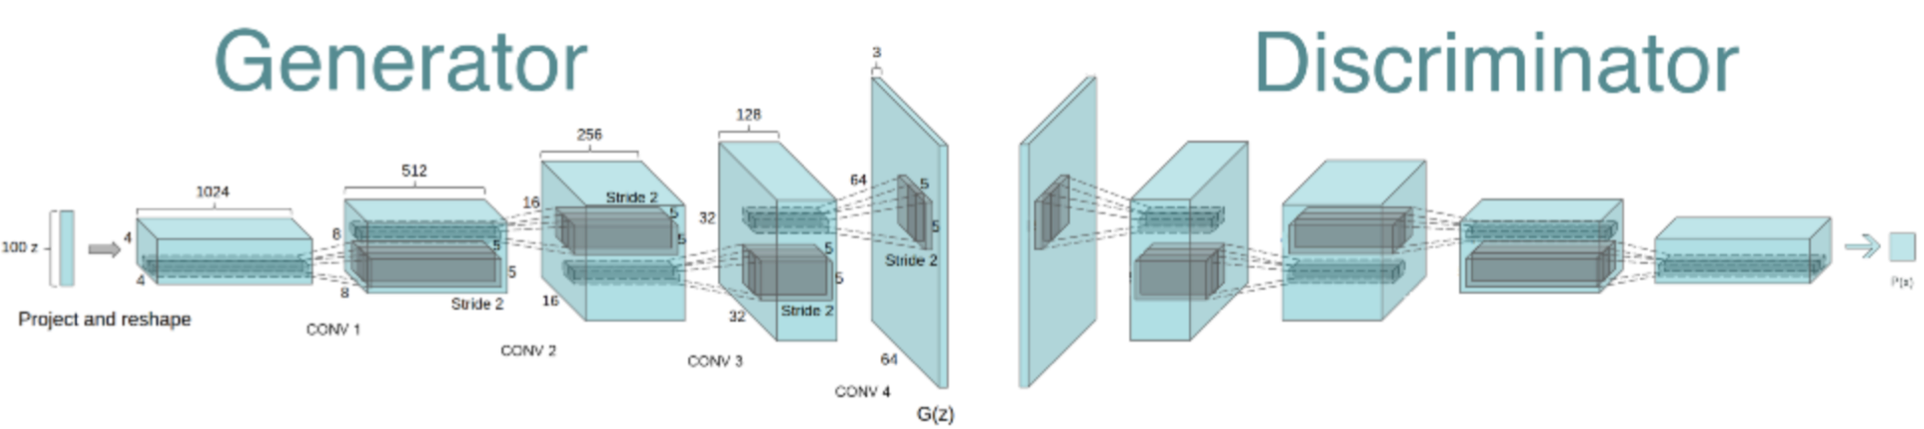 Generator
Discriminator
100 z
Project and reshape
1024
4
4
512
8
8
5
5
Stride 2
CONV 1
256
16
16
Stride 2
5
5
CONV 2
128
32
32
5
5
Stride 2
CONV 3
3
64
64
5
5
Stride 2
CONV 4
G(z)